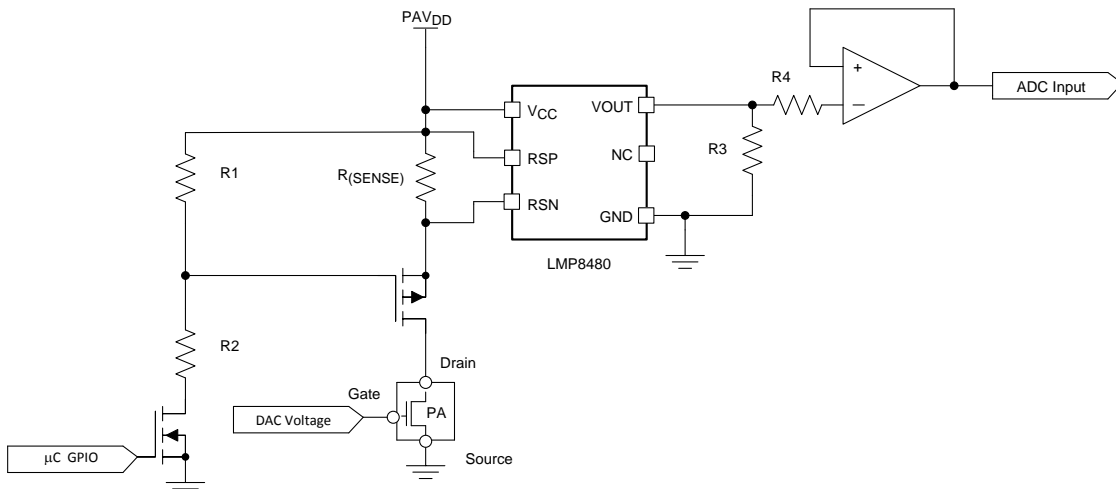 PAVDD
R4
ADC Input
VCC
VOUT
R3
R1
R(SENSE)
RSP
NC
RSN
GND
LMP8480
R2
Drain
Gate
DAC Voltage
PA
µC GPIO
Source
+
−